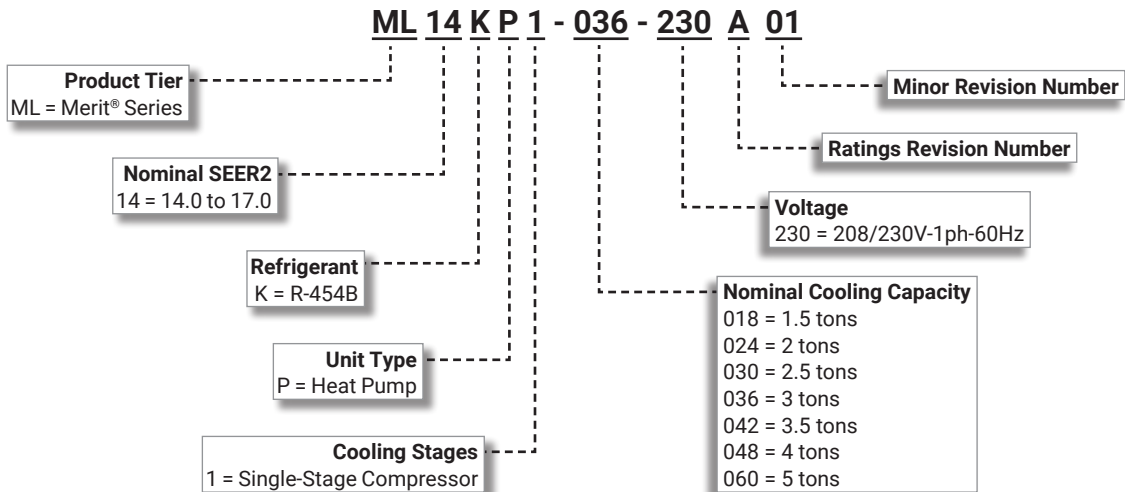 ML 14 K P 1 - 036 - 230 A 01
Product Tier
ML = Merit® Series
Nominal SEER2
14 = 14.0 to 17.0
Refrigerant
K = R-454B
Unit Type
P = Heat Pump
Cooling Stages
1 = Single-Stage Compressor
Minor Revision Number
Ratings Revision Number
Voltage
230 = 208/230V-1ph-60Hz
Nominal Cooling Capacity
018 = 1.5 tons
024 = 2 tons
030 = 2.5 tons
036 = 3 tons
042 = 3.5 tons
048 = 4 tons
060 = 5 tons